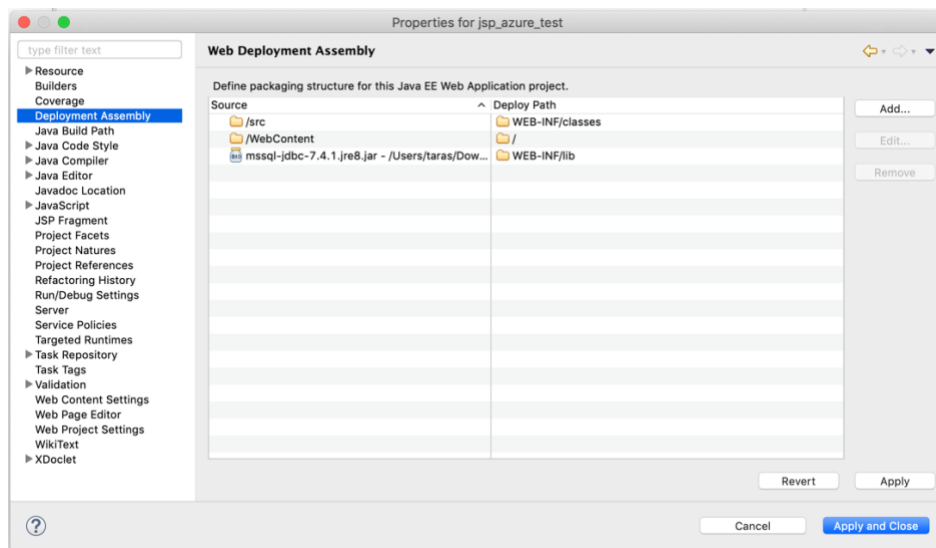 Properties for jsp_azure_test
type filter text
Resource
Builders
Coverage
Deployment Assembly
Java Build Path
Java Code Style
Java Compiler
Java Editor
Javadoc Location
JavaScript
JSP Fragment
Project Facets
Project Natures
Project References
Refactoring History
Run/Debug Settings
Server
Service Policies
Targeted Runtimes
Task Repository
Task Tags
Validation
Web Content Settings
Web Page Editor
Web Project Settings
WikiText
XDoclet
Web Deployment Assembly
Define packaging structure for this Java EE Web Application project.
Source Deploy Path
/src WEB-INF/classes
/WebContent /
mssql-jdbc-7.4.1.jre8.jar - /Users/taras/Dow... WEB-INF/lib
Add...
Edit...
Remove
Revert Apply
? Cancel Apply and Close